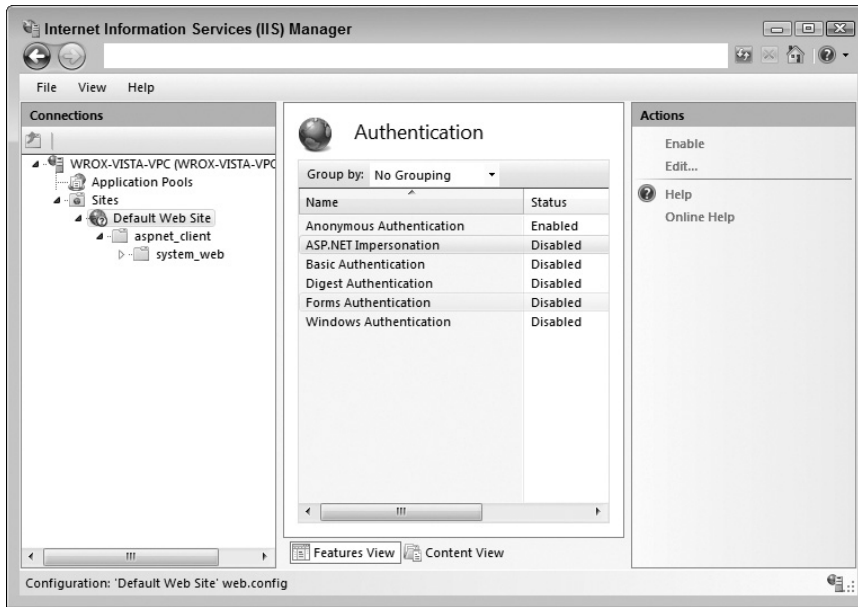 Internet Information Services (IIS) Manager
File View Help
Connections
WROX-VISTA-VPC (WROX-VISTA-VPC
Application Pools
Sites
Default Web Site
aspnet_client
system_web
Authentication
Group by: No Grouping
Name Status
Anonymous Authentication Enabled
ASP.NET Impersonation Disabled
Basic Authentication Disabled
Digest Authentication Disabled
Forms Authentication Disabled
Windows Authentication Disabled
Features View Content View
Actions
Enable
Edit...
Help
Online Help
Configuration: 'Default Web Site' web.config